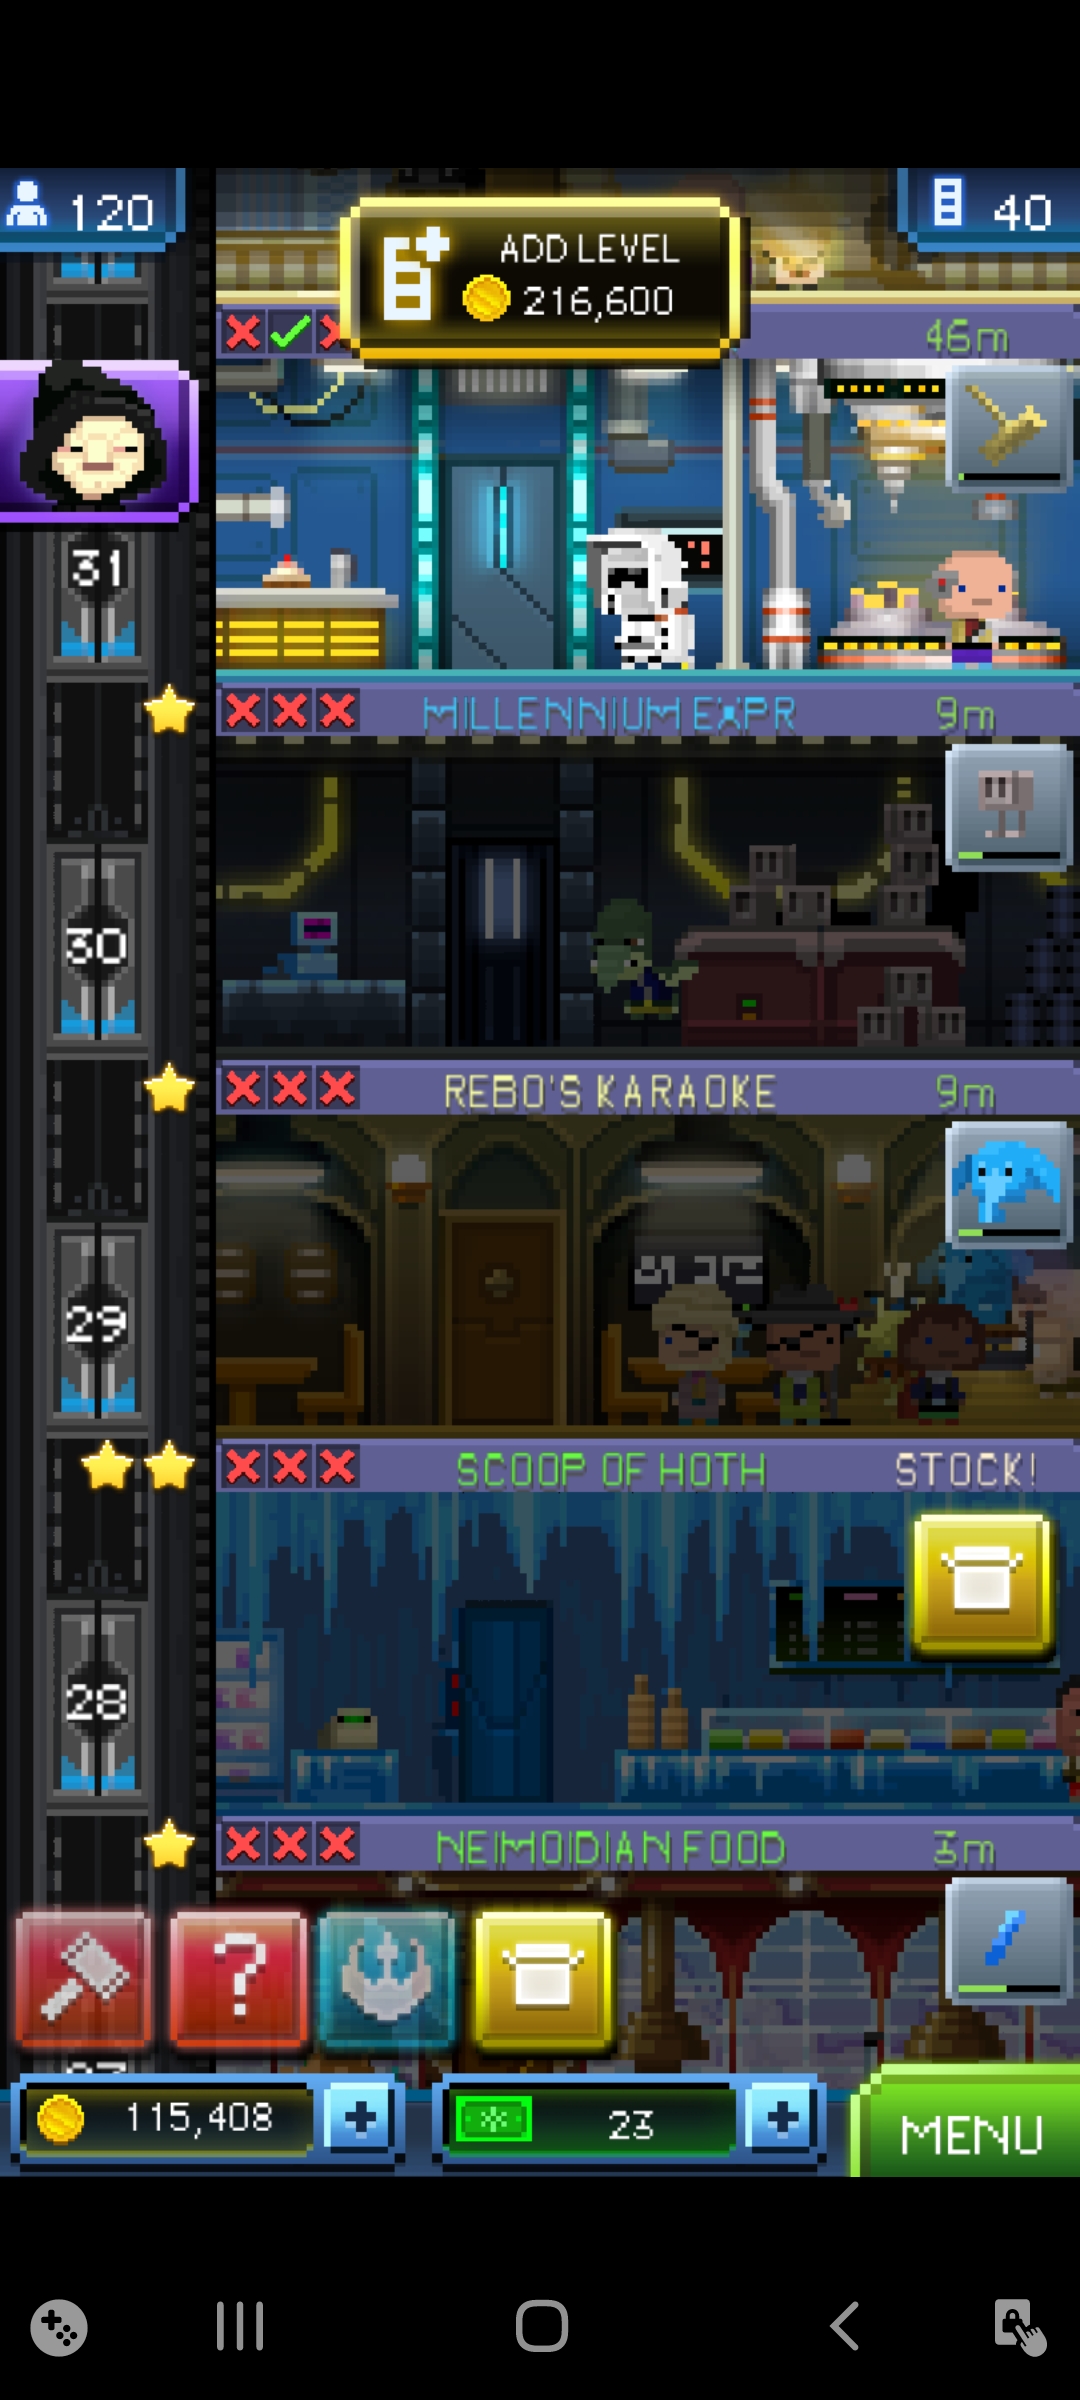 120
40
ADD LEVEL
216,600
46m
31
MILLENNIUM EXPR
9m
30
REBO'S KARAOKE
9m
29
SCOOP OF HOTH
STOCK!
28
NEIMOIDIAN FOOD
3m
?
115,408
23
MENU